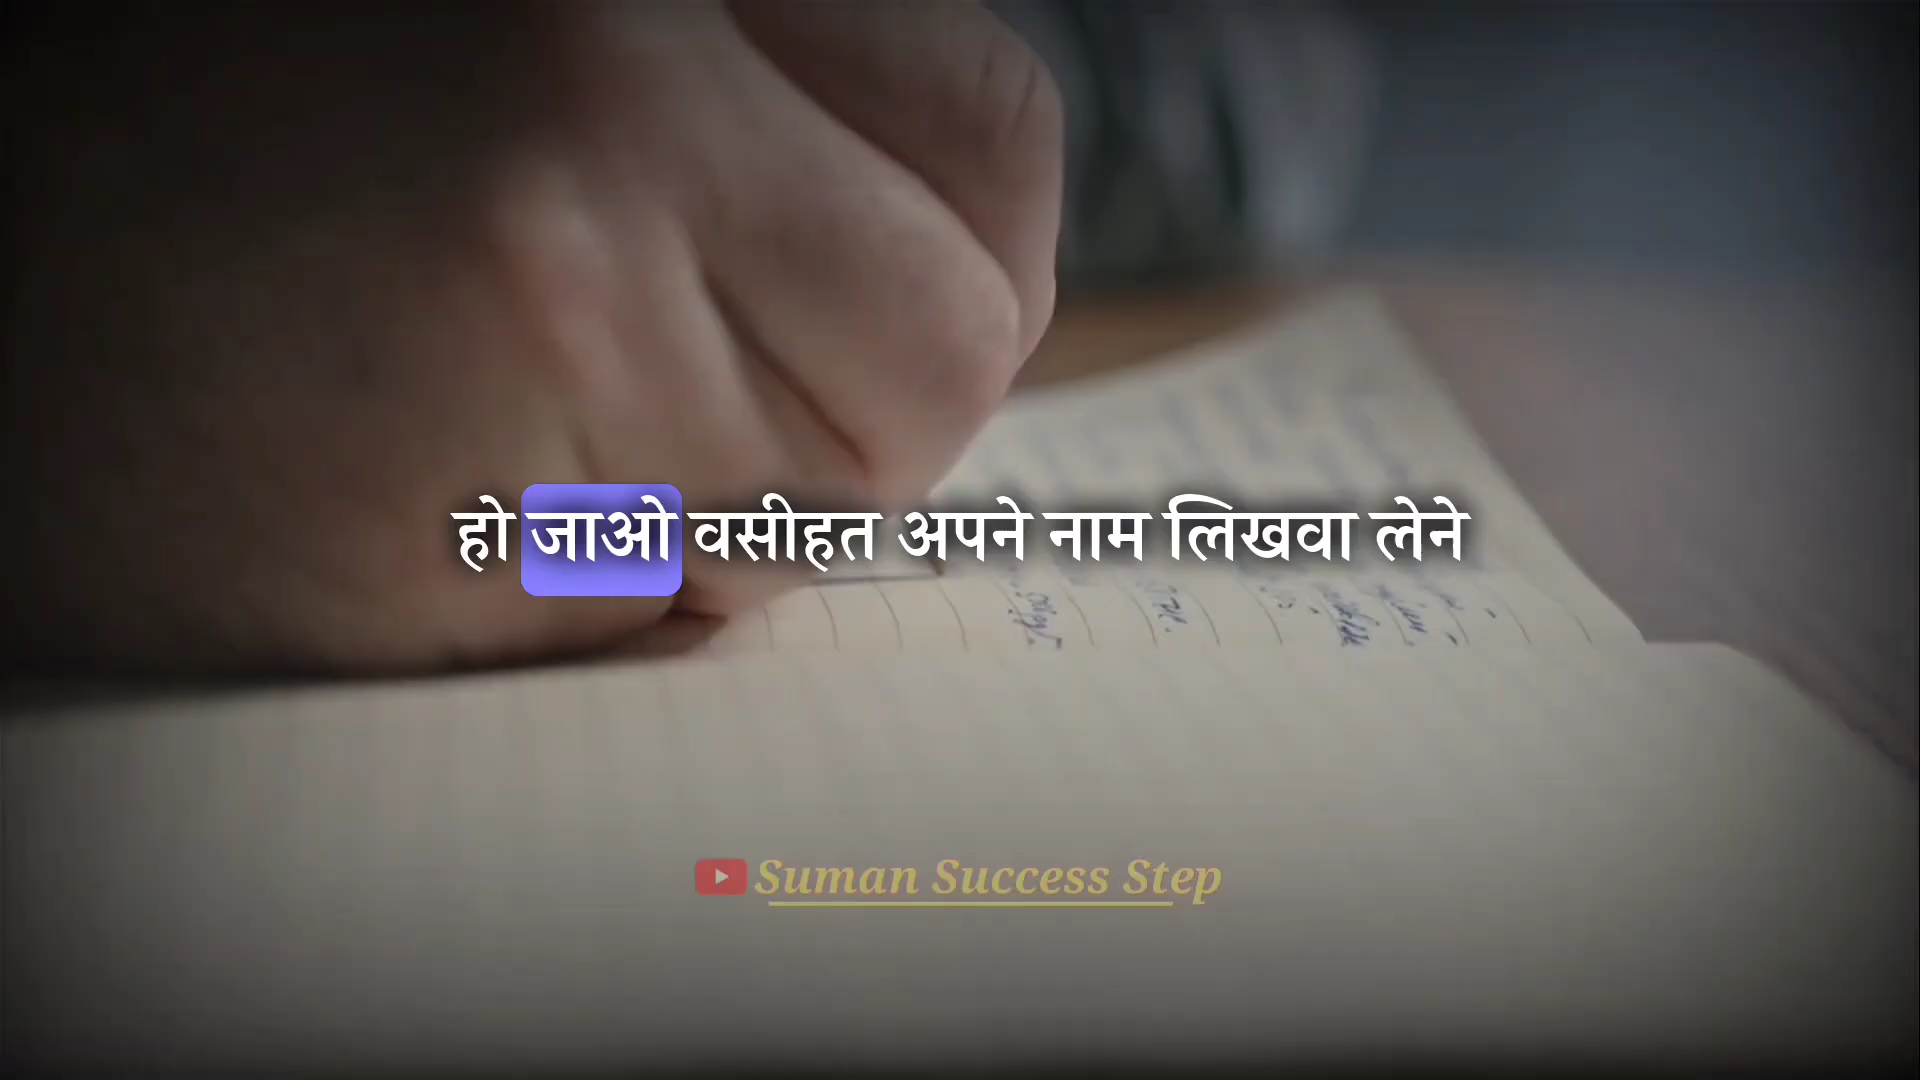 हो जाओ वसीहत अपने नाम लिखवा लेने
Suman Success Step